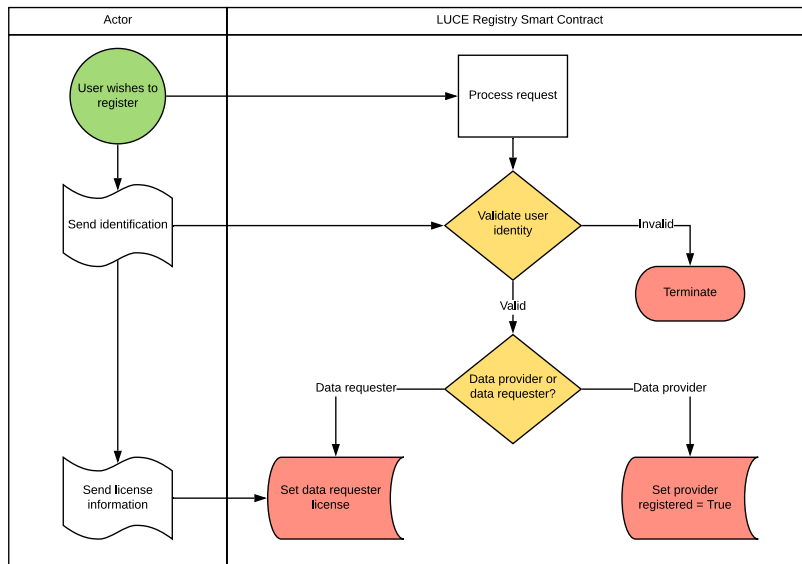 Actor
LUCE Registry Smart Contract
User wishes to
register
Process request
Send identification
Validate user
identity
Invalid
Terminate
Valid
Data provider or
data requester?
Data requester
Data provider
Send license
information
Set data requester
license
Set provider
registered = True